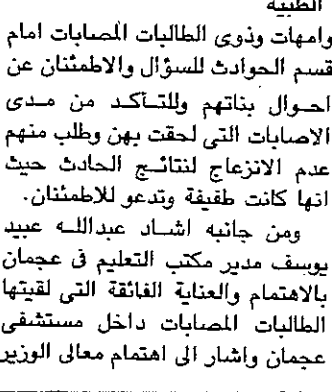 الطبية
وامهات وذوى الطالبات المصابات امام
قسم الحوادث للسؤال والاطمئنان عن
احوال بناتهم وللتأكد من مدى
الاصابات التى لحقت بهن وطلب منهم
عدم الانزعاج لنتائج الحادث حيث
انها كانت طفيفة وتدعو للاطمئنان.
ومن جانبه اشاد عبدالله عبيد
يوسف مدير مكتب التعليم فى عجمان
بالاهتمام والعناية الفائقة التى لقيتها
الطالبات المصابات داخل مستشفى
عجمان واشار الى اهتمام معالى الوزير